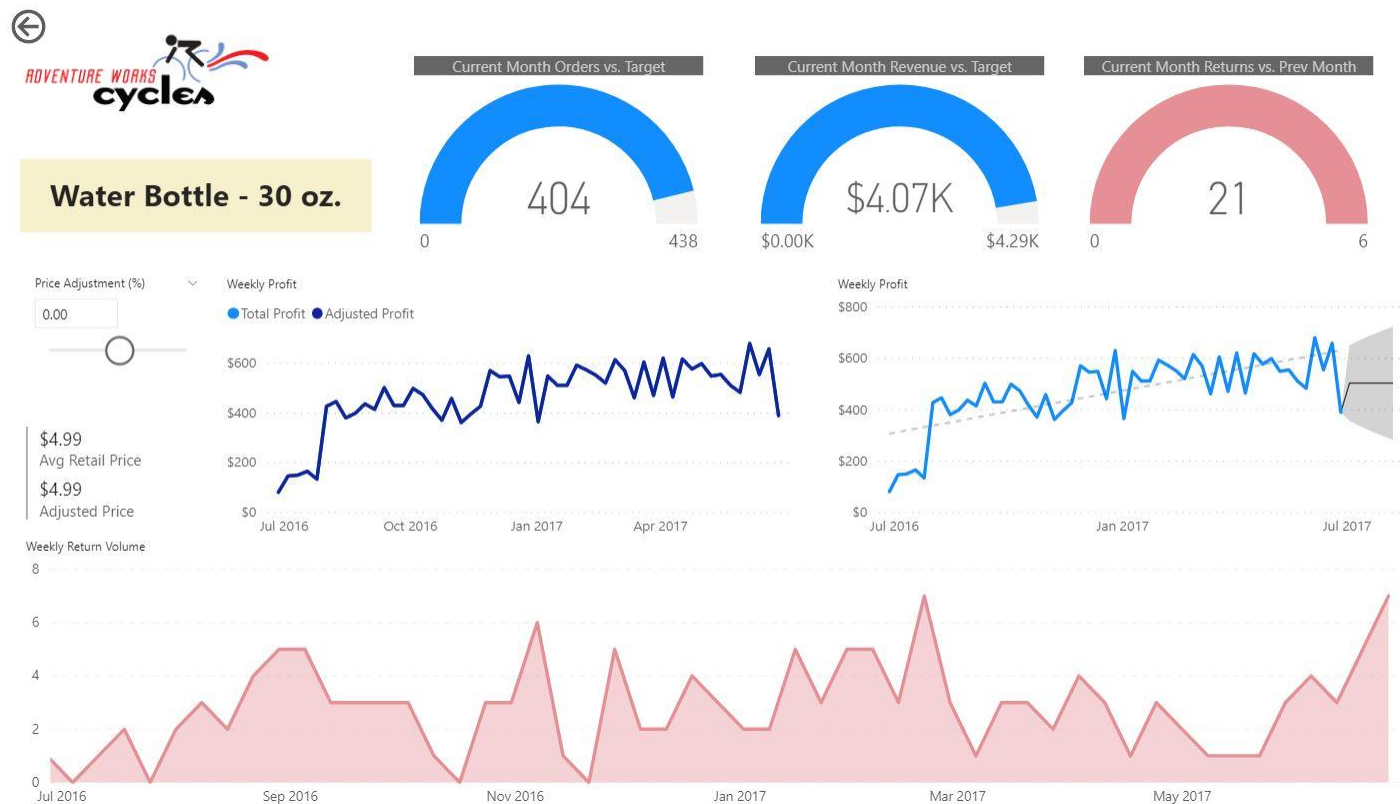 ADVENTURE WORKS
cycles
Current Month Orders vs. Target
Current Month Revenue vs. Target
Current Month Returns vs. Prev Month
Water Bottle - 30 oz.
404
0
438
$4.07K
$0.00K
$4.29K
21
0
6
Price Adjustment (%)
0.00
$4.99
Avg Retail Price
$4.99
Adjusted Price
Weekly Profit
Total Profit Adjusted Profit
$600
$400
$200
$0
Jul 2016 Oct 2016 Jan 2017 Apr 2017
Weekly Profit
$800
$600
$400
$200
$0
Jul 2016 Jan 2017 Jul 2017
Weekly Return Volume
8
6
4
2
0
Jul 2016 Sep 2016 Nov 2016 Jan 2017 Mar 2017 May 2017